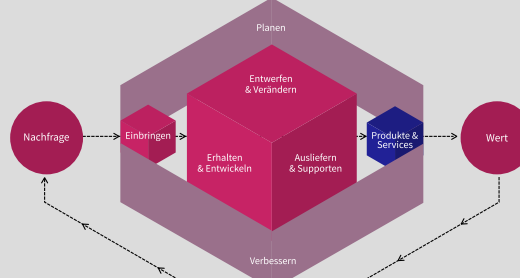 Planen
Entwerfen
& Verändern
Nachfrage
Einbringen
Produkte &
Services
Wert
Erhalten
& Entwickeln
Ausliefern
& Supporten
Verbessern